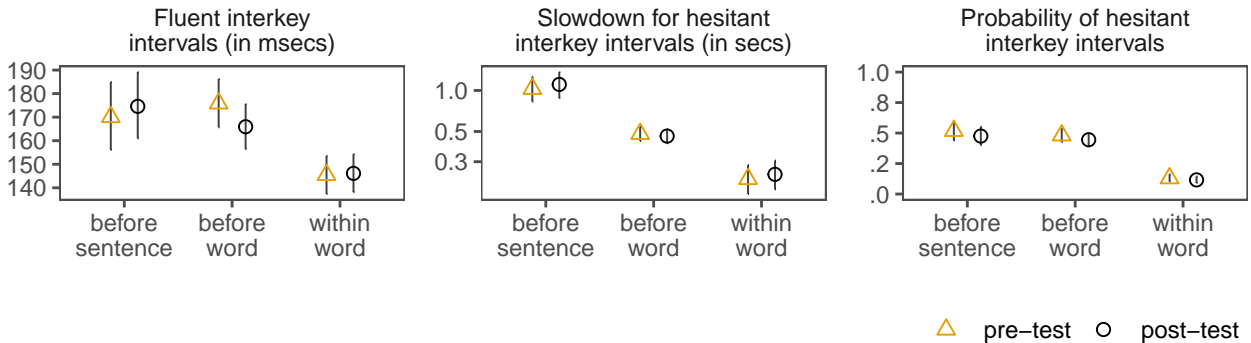 Fluent interkey
intervals (in msecs)
190
180
170
160
150
140
before
sentence
before
word
within
word
Slowdown for hesitant
interkey intervals (in secs)
1.0
0.5
0.3
before
sentence
before
word
within
word
Probability of hesitant
interkey intervals
1.0
.8
.5
.2
.0
before
sentence
before
word
within
word
pre−test
post−test